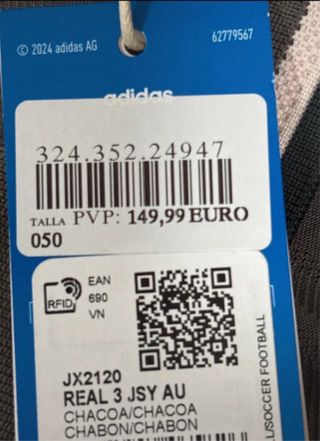 © 2024 adidas AG
62779567
adidas
324.352.24947
TALLA PVP: 149,99 EURO
050
RFID
EAN
690
VN
JX2120
REAL 3 JSY AU
CHACOA/CHACOA
CHABON/CHABON
SOCCER FOOTBALL